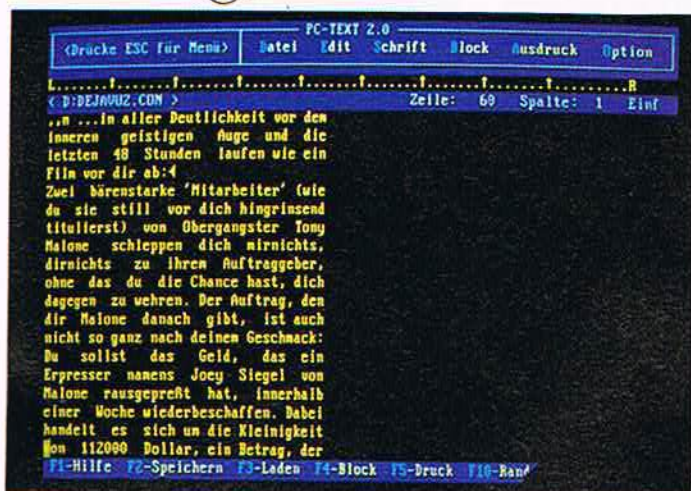 PC-TEXT 2.0
<Drücke ESC für Menü> Datei Edit Schrift Block Ausdruck Option
L.......↑.......↑.......↑.......↑.......↑.......↑.......↑.......↑.........R
< D:DEJAVU2.COM > Zeile: 60 Spalte: 1 Einf
..n ...in aller Deutlichkeit vor dem
inneren geistigen Auge und die
letzten 48 Stunden laufen wie ein
Film vor dir ab:
Zwei bärenstarke 'Mitarbeiter' (wie
du sie still vor dich hingrinsend
titulierst) von Obergangster Tony
Malone schleppen dich mirnichts,
dirnichts zu ihrem Auftraggeber,
ohne das du die Chance hast, dich
dagegen zu wehren. Der Auftrag, den
dir Malone danach gibt, ist auch
nicht so ganz nach deinem Geschmack:
Du sollst das Geld, das ein
Erpresser namens Joey Siegel von
Malone rausgepreßt hat, innerhalb
einer Woche wiederbeschaffen. Dabei
handelt es sich um die Kleinigkeit
von 112000 Dollar, ein Betrag, der
F1-Hilfe F2-Speichern F3-Laden F4-Block F5-Druck F10-Rand